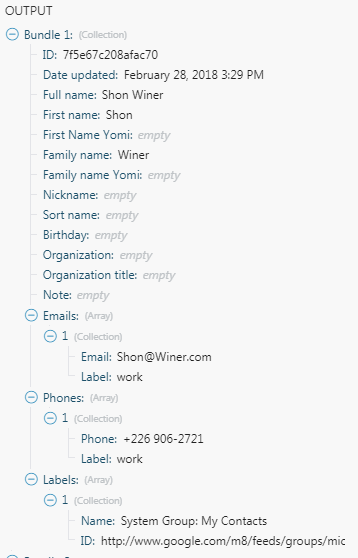 OUTPUT
Bundle 1: (Collection)
ID: 7f5e67c208afac70
Date updated: February 28, 2018 3:29 PM
Full name: Shon Winer
First name: Shon
First Name Yomi: empty
Family name: Winer
Family name Yomi: empty
Nickname: empty
Sort name: empty
Birthday: empty
Organization: empty
Organization title: empty
Note: empty
Emails: (Array)
1 (Collection)
Email: Shon@Winer.com
Label: work
Phones: (Array)
1 (Collection)
Phone: +226 906-2721
Label: work
Labels: (Array)
1 (Collection)
Name: System Group: My Contacts
ID: http://www.google.com/m8/feeds/groups/mic